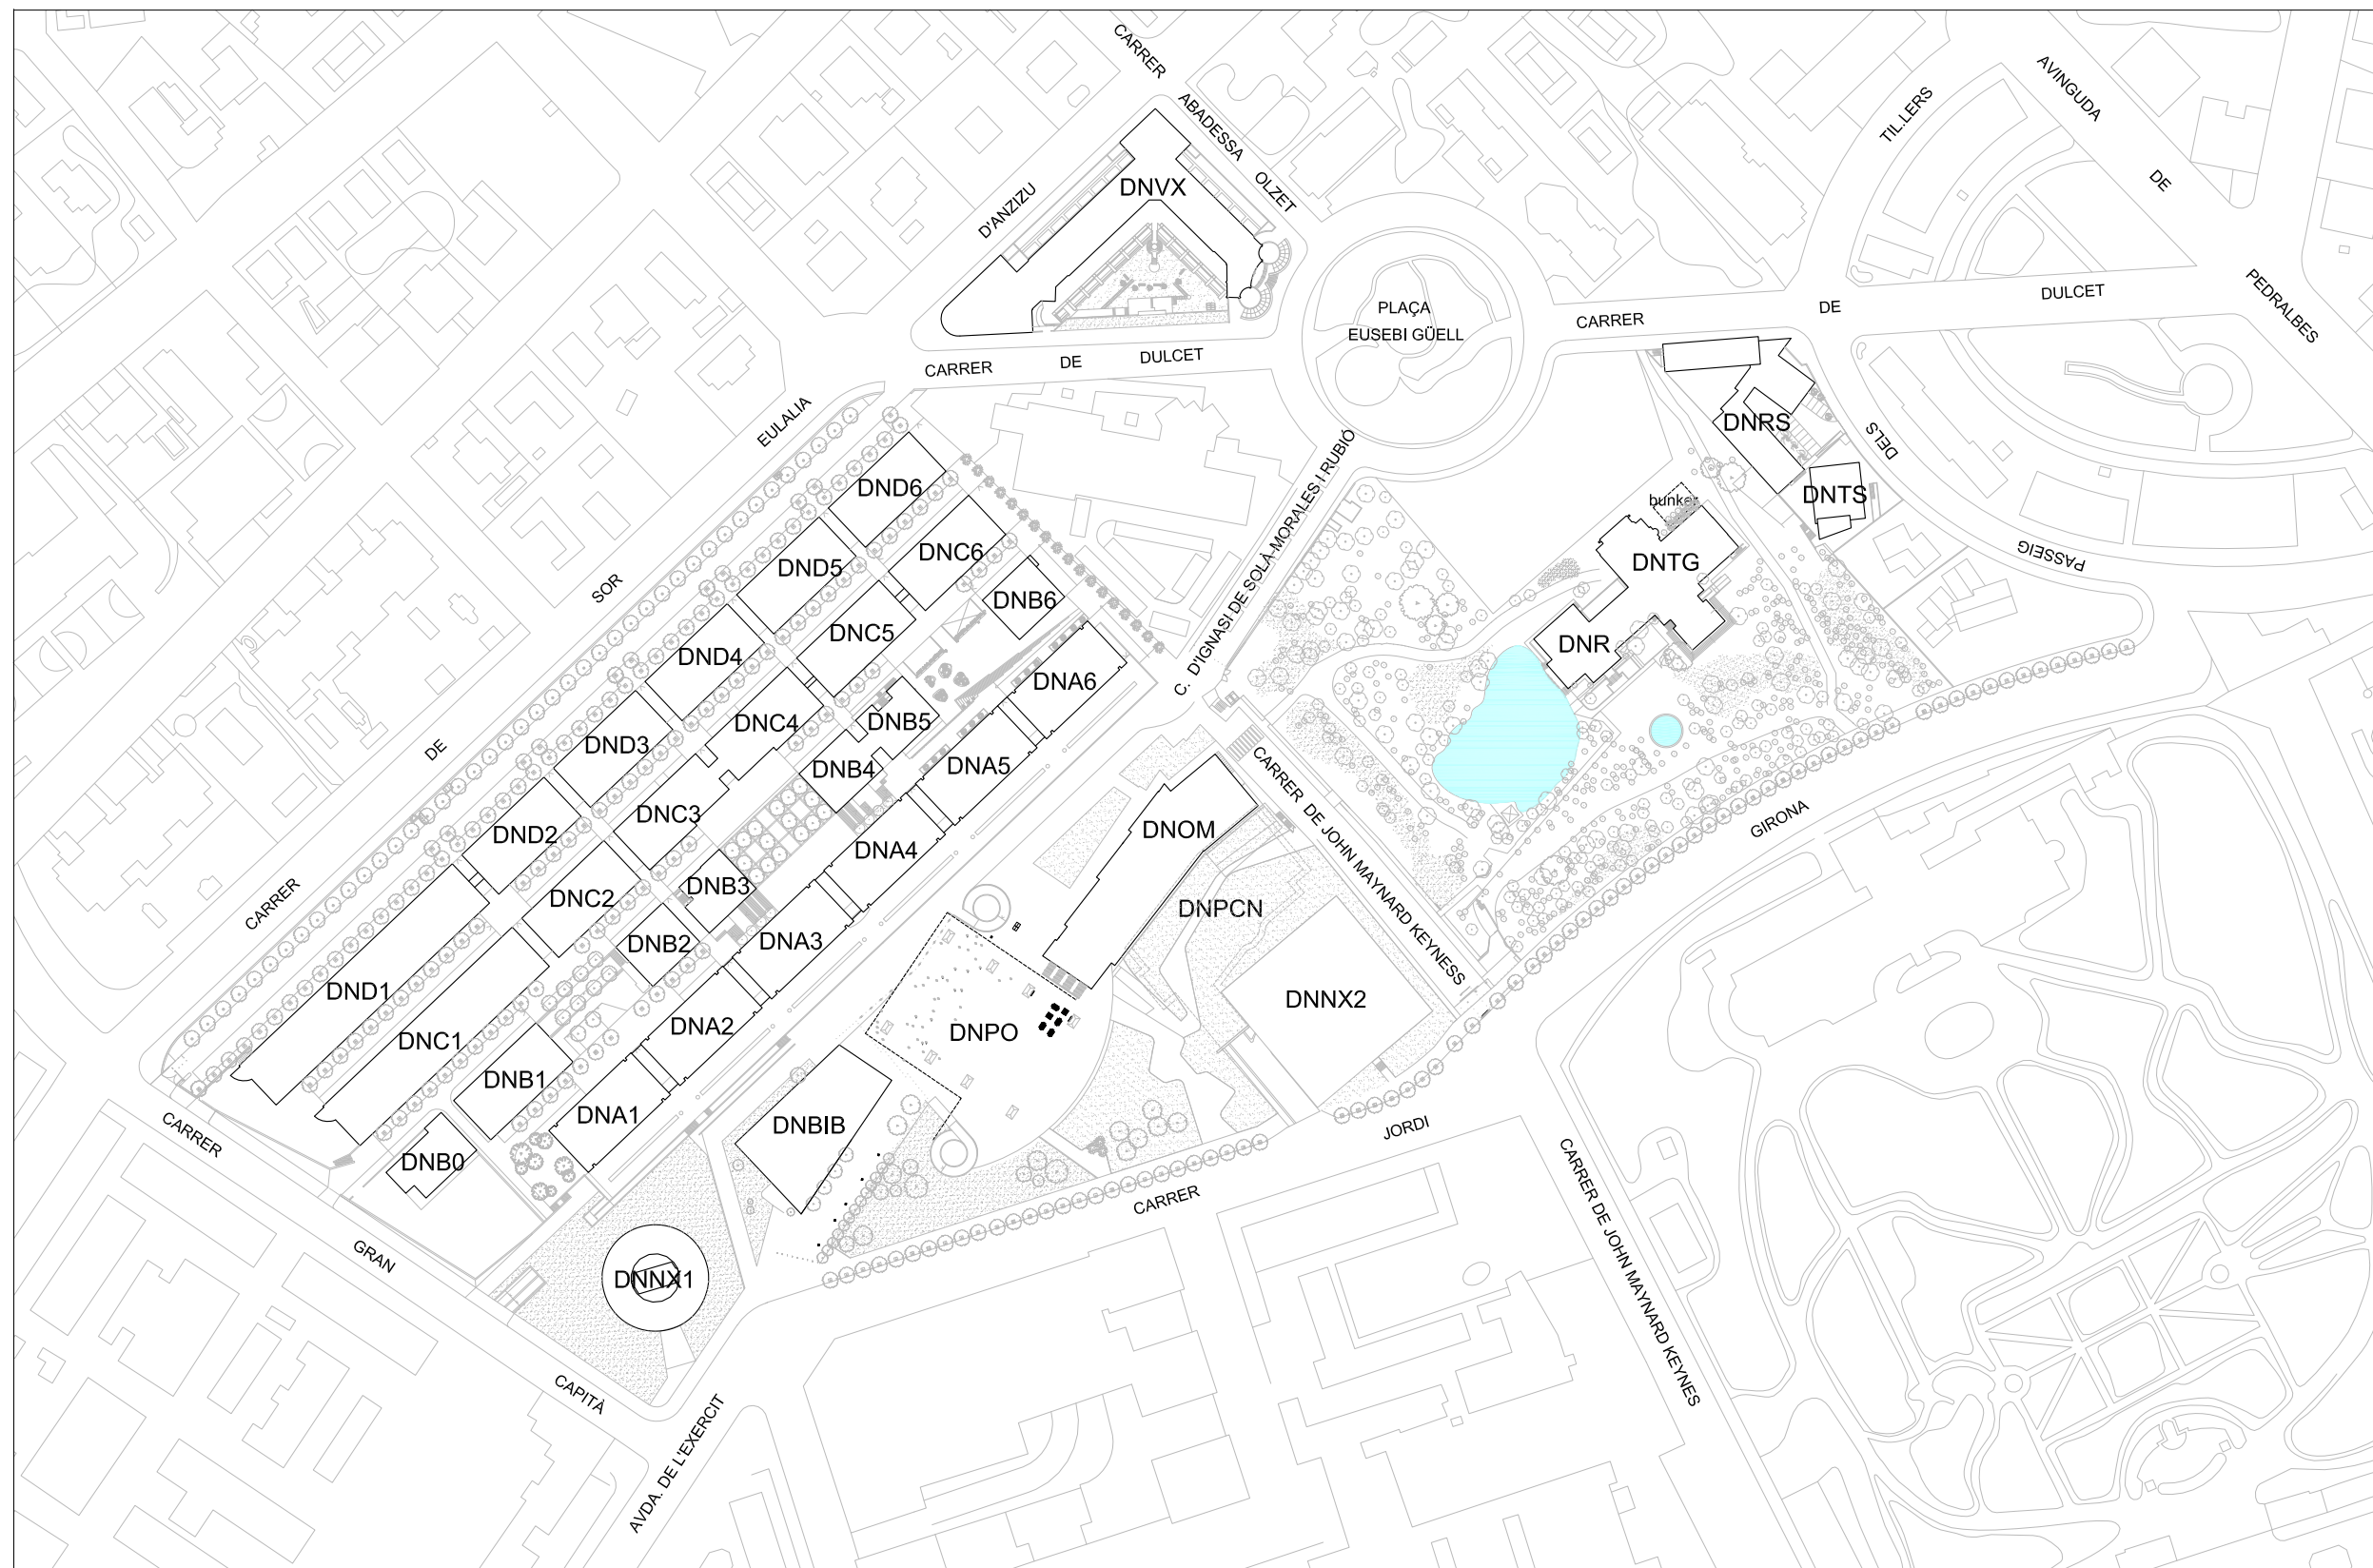 CARRER
ABADESSA
OLZET
D'ANZIZU
DNVX
TIL.LERS
AVINGUDA
DE
PEDRALBES
PLAÇA
EUSEBI GÜELL
CARRER
DE
DULCET
CARRER
DE
DULCET
EULALIA
SOR
DE
CARRER
C. D'IGNASI DE SOLÀ-MORALES I RUBIÓ
DNRS
DELS
DNTS
PASSEIG
bunker
DNTG
DNR
DND6
DNC6
DND5
DNB6
DNC5
DND4
DNA6
DNC4
DNB5
DND3
DNB4
DNA5
DNC3
DND2
DNA4
DNOM
DNB3
DNC2
DNPCN
DNB2
DNA3
CARRER DE JOHN MAYNARD KEYNESS
GIRONA
DND1
DNNX2
DNA2
DNPO
DNC1
DNB1
DNA1
DNBIB
DNB0
DNNX1
CARRER
GRAN
CAPITÀ
JORDI
CARRER
CARRER DE JOHN MAYNARD KEYNES
AVDA. DE L'EXERCIT